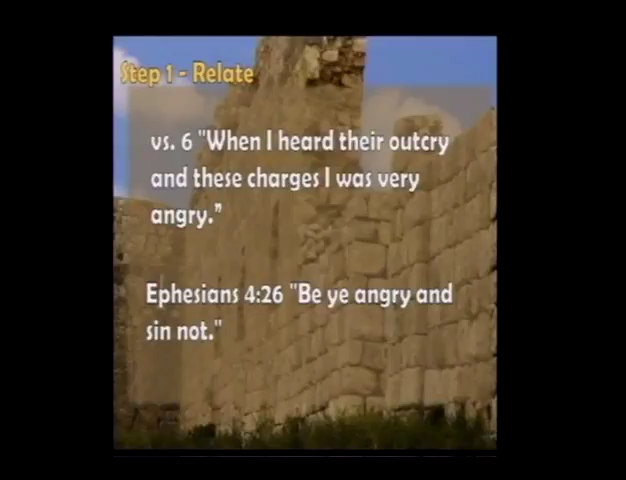 Step 1 - Relate
vs. 6 "When I heard their outcry
and these charges I was very
angry."
Ephesians 4:26 "Be ye angry and
sin not."